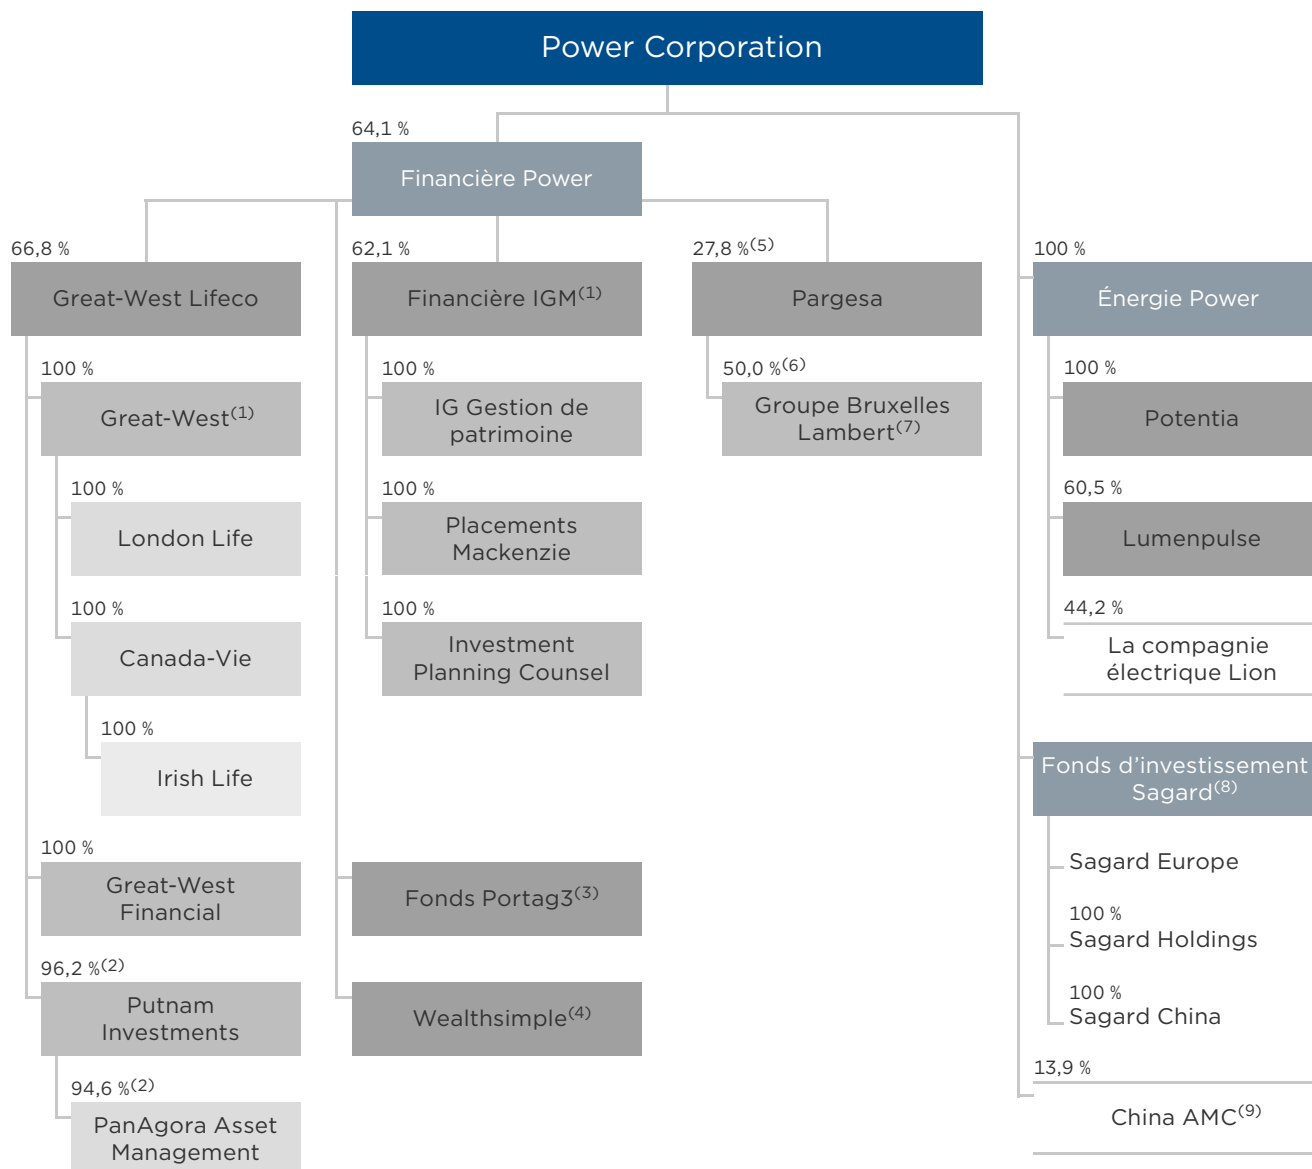 Power Corporation
64,1 %
Financière Power
66,8 %
Great-West Lifeco
100 %
Great-West(1)
100 %
London Life
100 %
Canada-Vie
100 %
Irish Life
100 %
Great-West
Financial
96,2 %(2)
Putnam
Investments
94,6 %(2)
PanAgora Asset
Management
62,1 %
Financière IGM(1)
100 %
IG Gestion de
patrimoine
100 %
Placements
Mackenzie
100 %
Investment
Planning Counsel
Fonds Portag3(3)
Wealthsimple(4)
27,8 %(5)
Pargesa
50,0 %(6)
Groupe Bruxelles
Lambert(7)
100 %
Énergie Power
100 %
Potentia
60,5 %
Lumenpulse
44,2 %
La compagnie
électrique Lion
Fonds d’investissement
Sagard(8)
Sagard Europe
100 %
Sagard Holdings
100 %
Sagard China
13,9 %
China AMC(9)